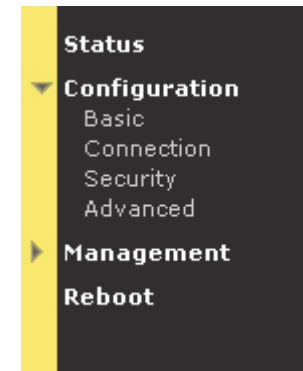 Status
Configuration
Basic
Connection
Security
Advanced
Management
Reboot